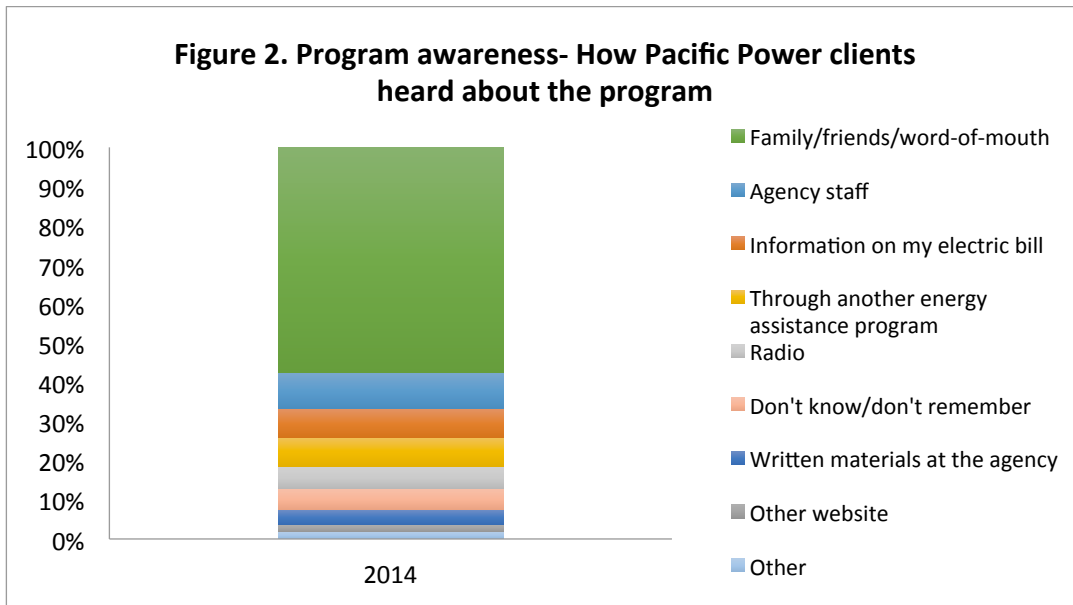 Figure 2. Program awareness- How Pacific Power clients
heard about the program
100%
90%
80%
70%
60%
50%
40%
30%
20%
10%
0%
2014
Family/friends/word-of-mouth
Agency staff
Information on my electric bill
Through another energy
assistance program
Radio
Don't know/don't remember
Written materials at the agency
Other website
Other